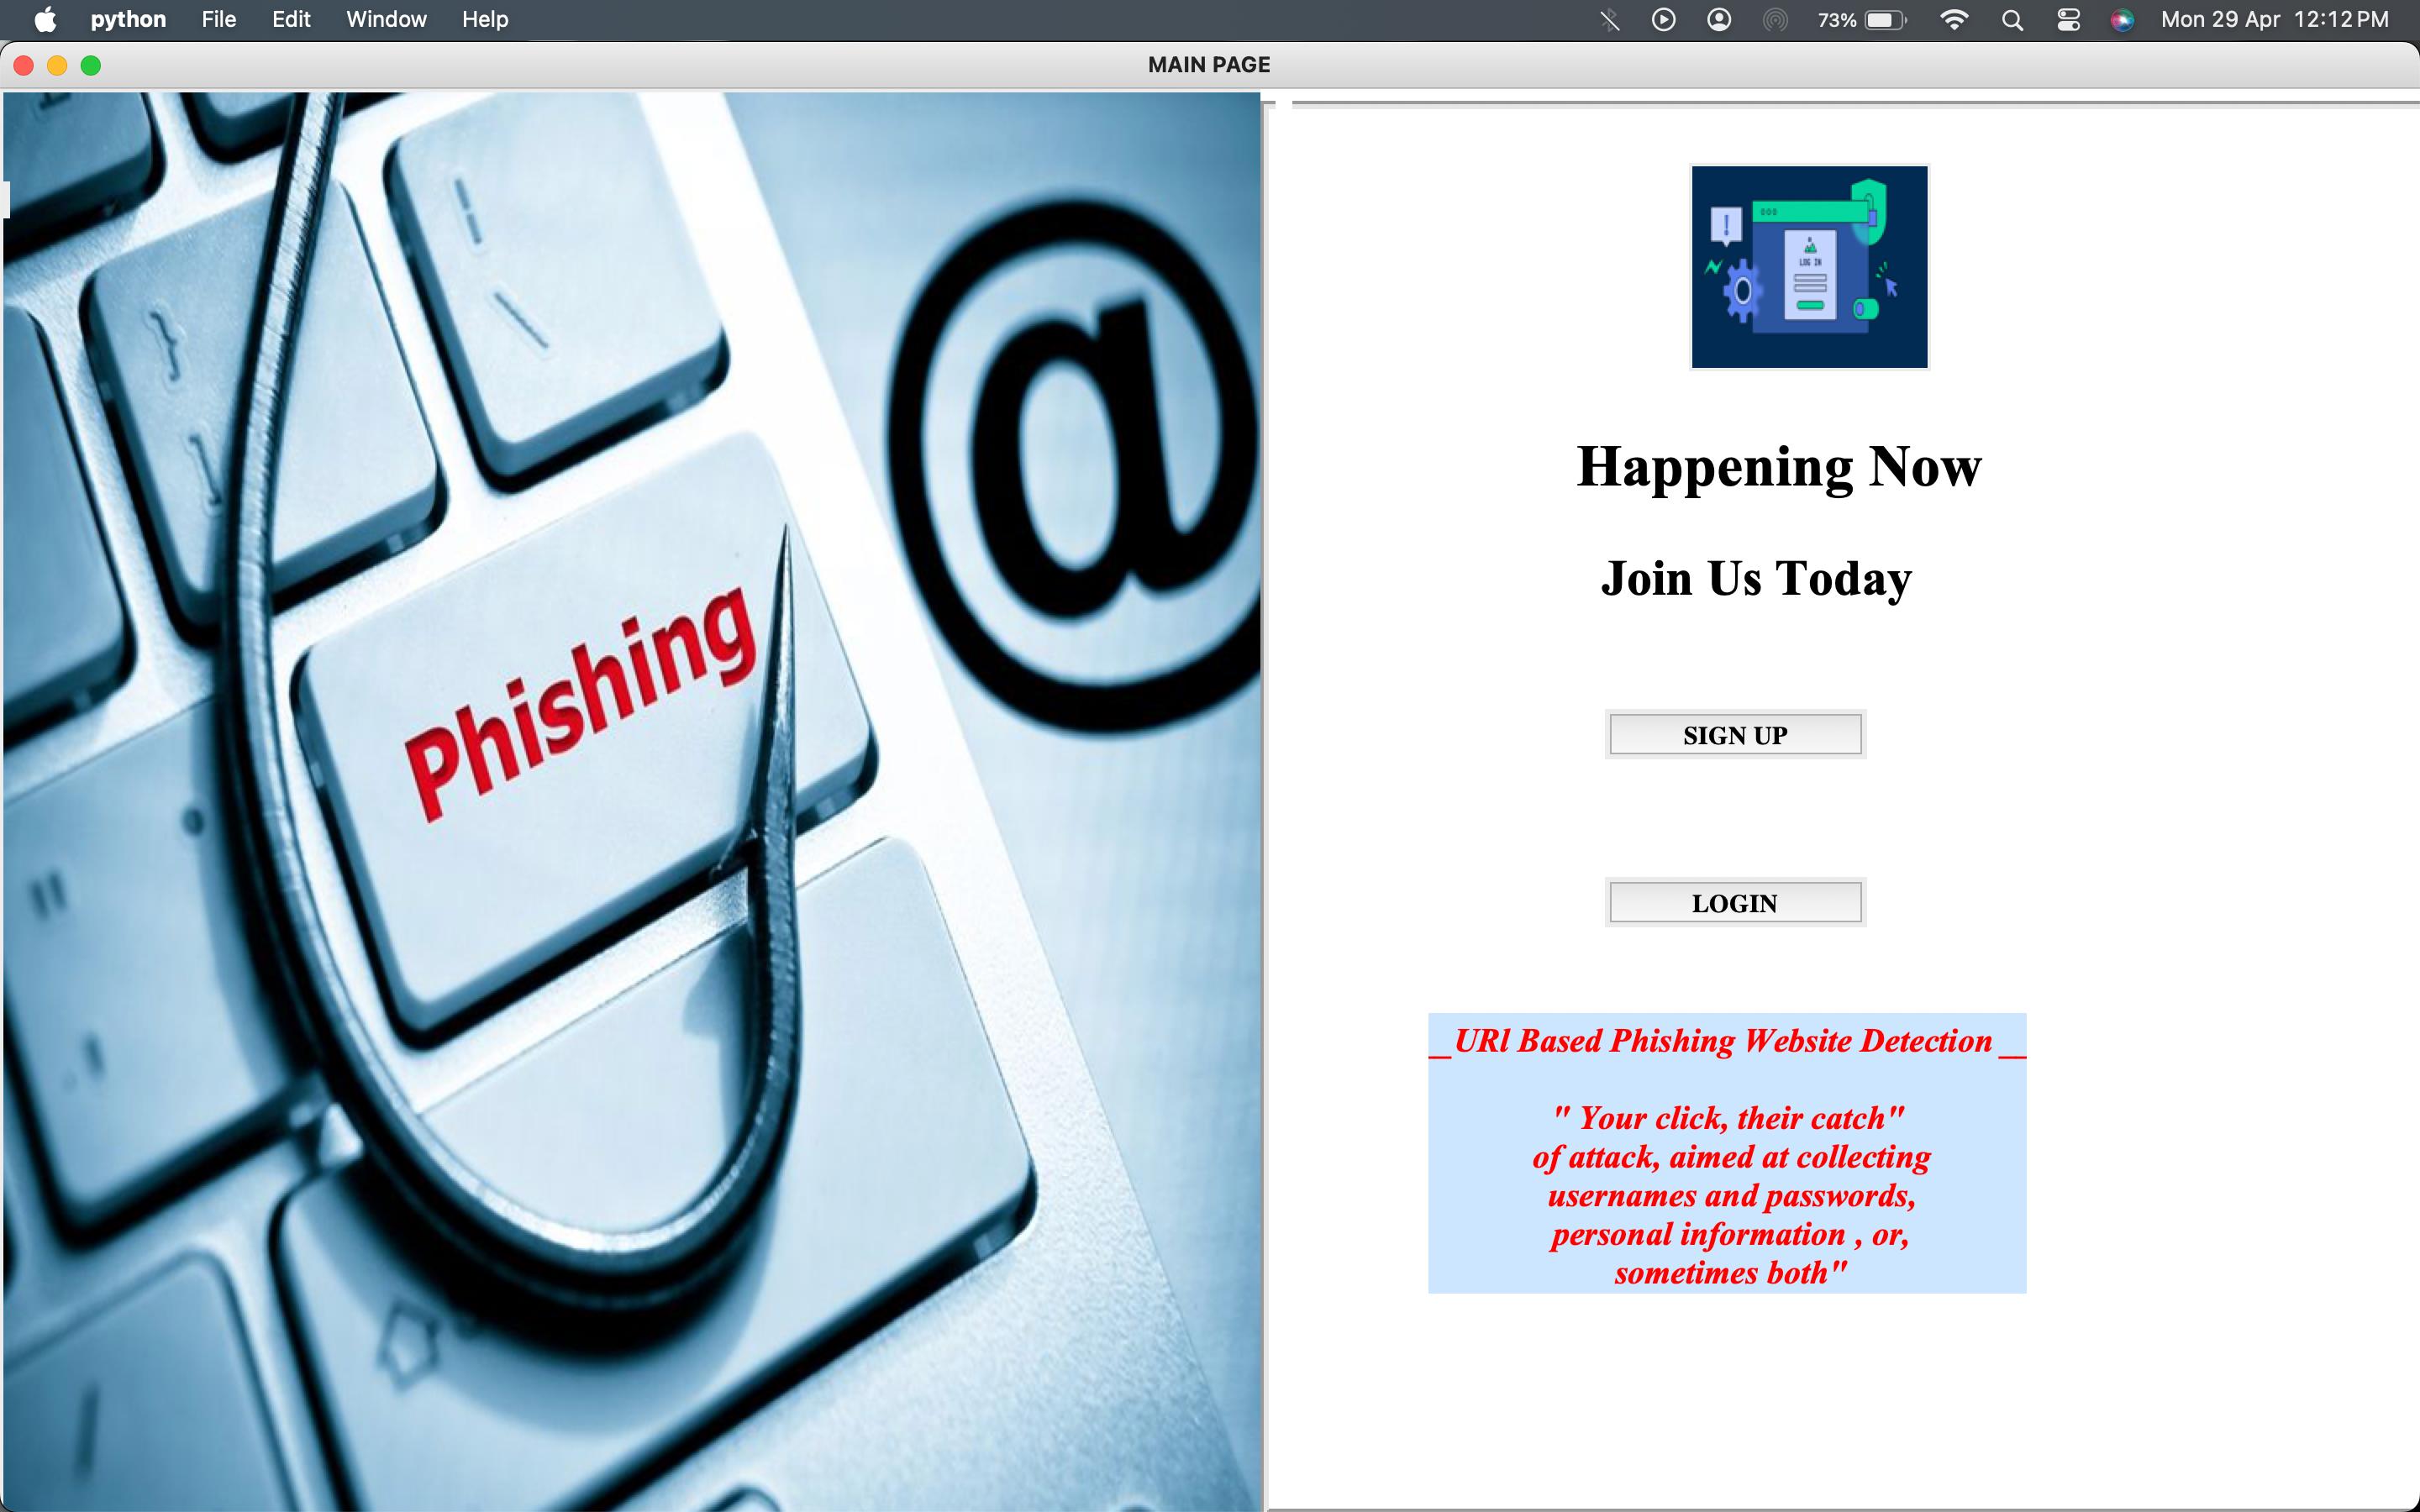 python File Edit Window Help 73% Mon 29 Apr 12:12 PM
MAIN PAGE
@
Phishing
LOG IN
Happening Now
Join Us Today
SIGN UP
LOGIN
__URl Based Phishing Website Detection __
" Your click, their catch"
of attack, aimed at collecting
usernames and passwords,
personal information , or,
sometimes both"